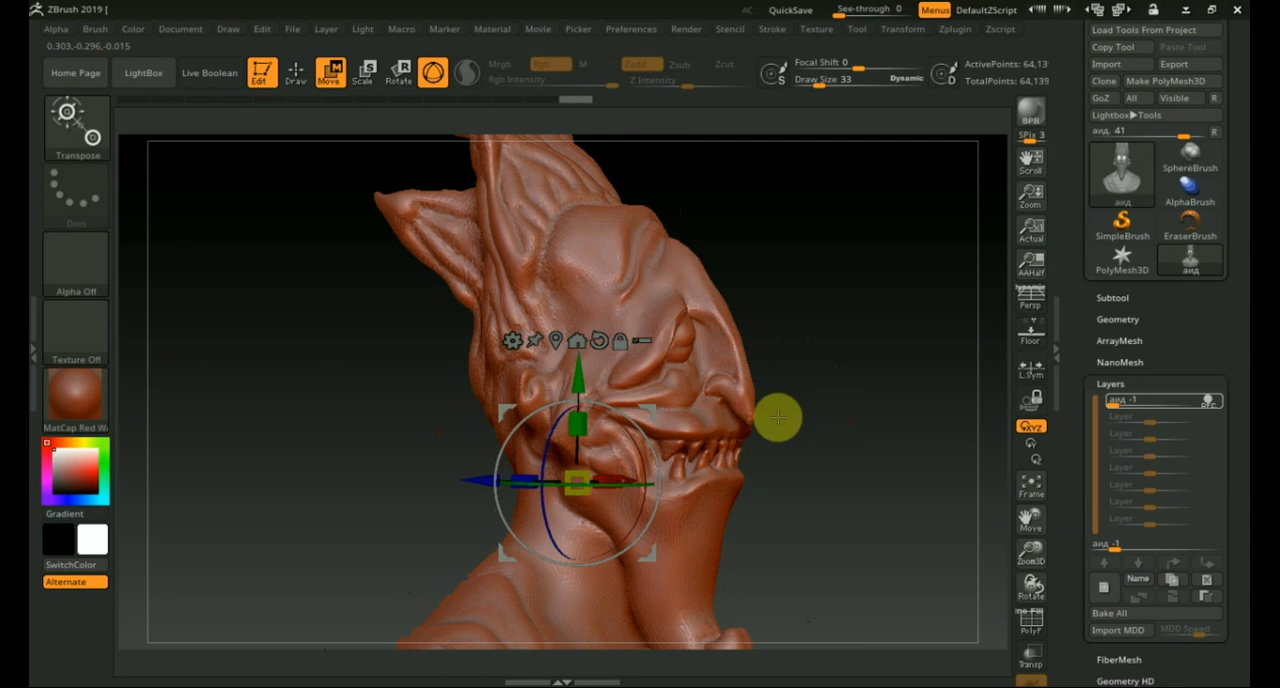 ZBrush 2019 [
AC QuickSave See-through 0 Menus DefaultZScript
Alpha Brush Color Document Draw Edit File Layer Light Macro Marker Material Movie Picker Preferences Render Stencil Stroke Texture Tool Transform Zplugin Zscript
0.303,-0.296,-0.015
Home Page LightBox Live Boolean Edit Draw Move Scale Rotate
Mrgb Rgb M Zadd Zsub Zcut
Rgb Intensity Z Intensity
S Focal Shift 0
Draw Size 33 Dynamic
D ActivePoints: 64,13
TotalPoints: 64,139
Transpose
Dots
Alpha Off
Texture Off
MatCap Red Wa
Gradient
SwitchColor
Alternate
BPR
SPix 3
Scroll
Zoom
Actual
AAHalf
Dynamic
Persp
Floor
L.Sym
XYZ
Frame
Move
Zoom3D
Rotate
PolyF
Transp
Load Tools From Project
Copy Tool Paste Tool
Import Export
Clone Make PolyMesh3D
GoZ All Visible R
Lightbox▶Tools
аид. 41 R
аид
SphereBrush
AlphaBrush
SimpleBrush EraserBrush
PolyMesh3D аид
Subtool
Geometry
ArrayMesh
NanoMesh
Layers
аид -1 REC
Layer
Layer
Layer
Layer
Layer
Layer
Layer
аид -1
Name
Bake All
Import MDD MDD Speed
FiberMesh
Geometry HD